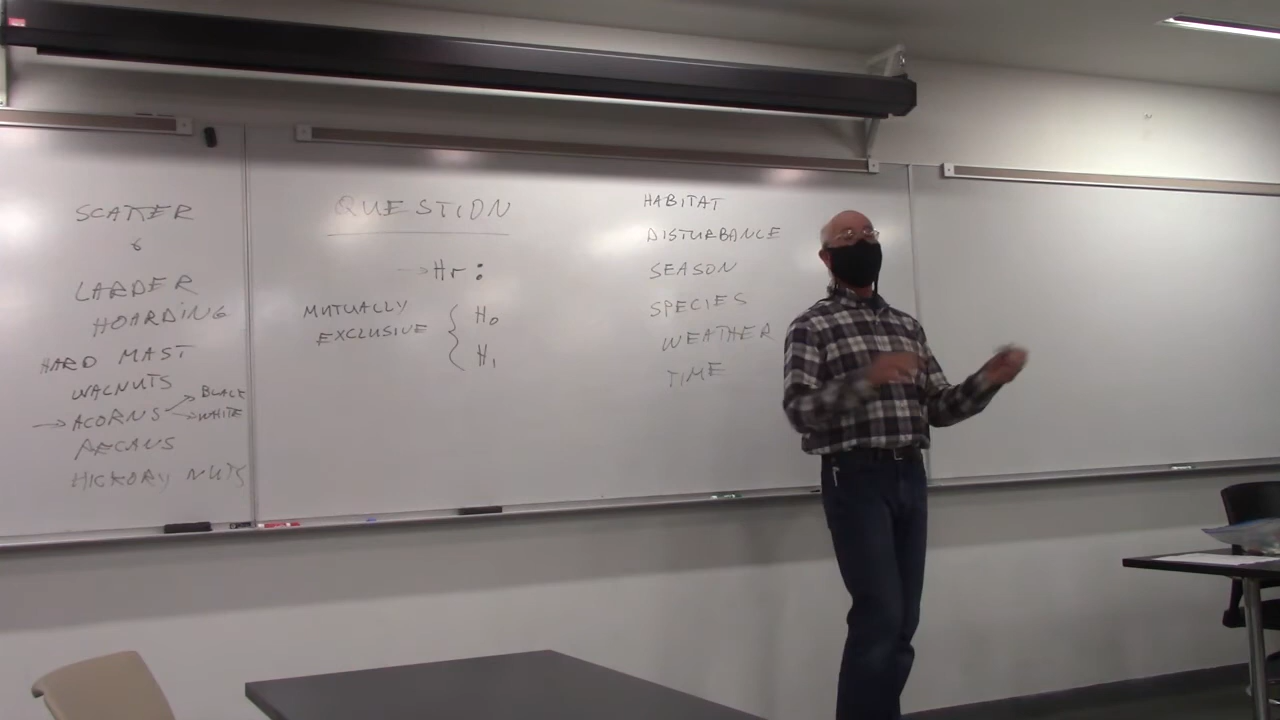 SCATTER
&
LARDER
HOARDING
HARD MAST
WALNUTS
→ ACORNS → BLACK
→ WHITE
PECANS
HICKORY NUTS
QUESTION
→ Hr :
MUTUALLY
EXCLUSIVE { H0
H1
HABITAT
DISTURBANCE
SEASON
SPECIES
WEATHER
TIME